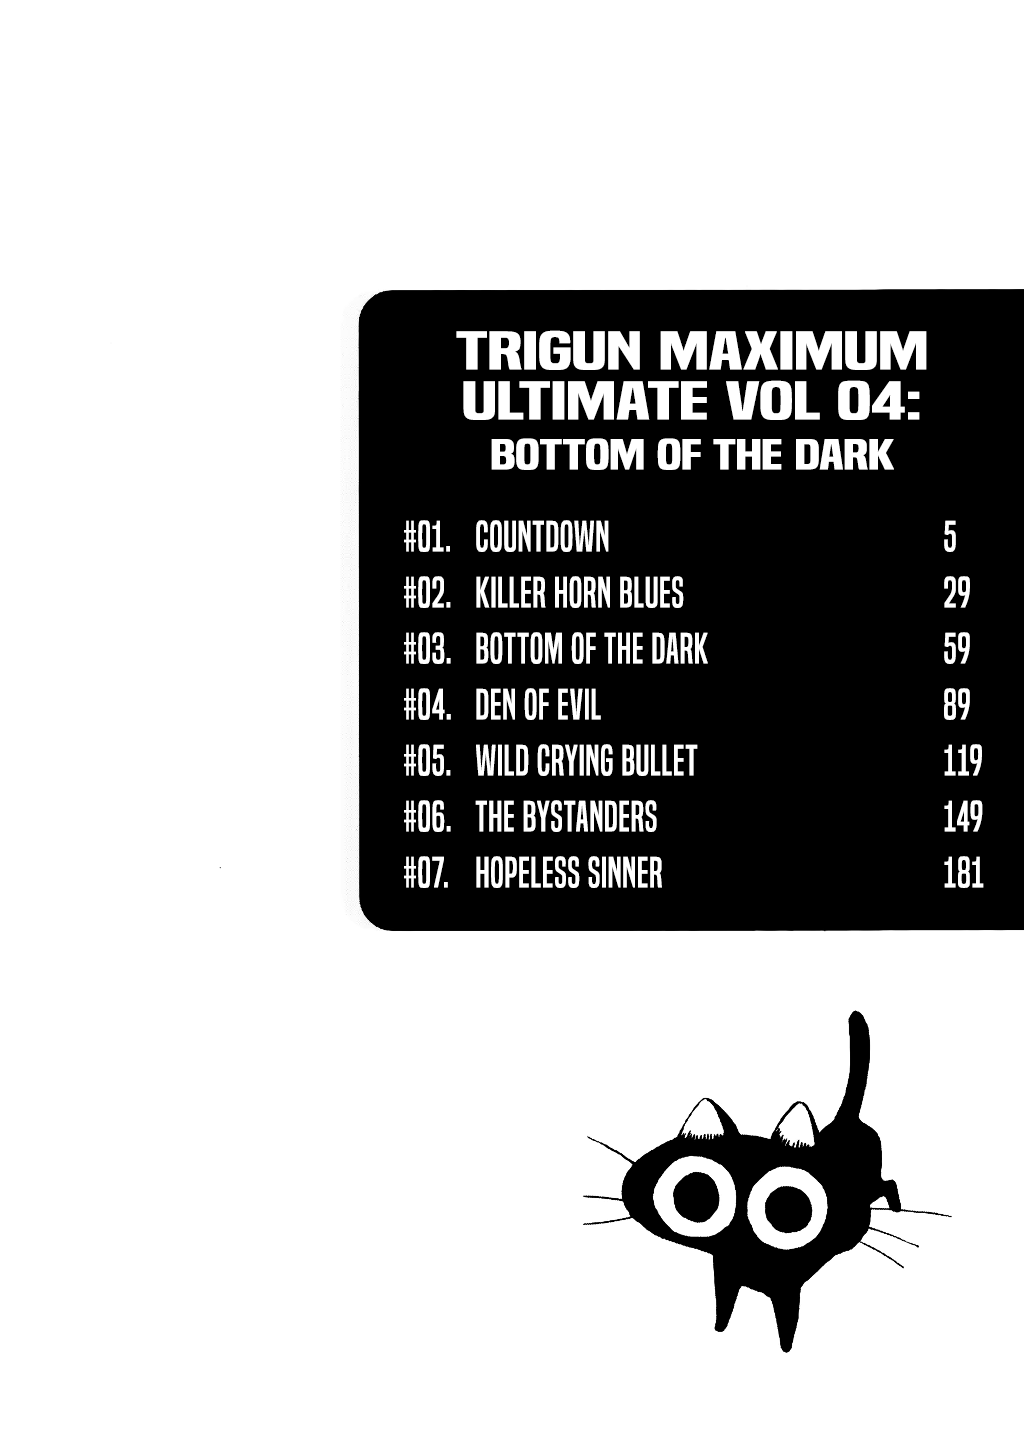 TRIGUN MAXIMUM
ULTIMATE VOL 04:
BOTTOM OF THE DARK
#01. COUNTDOWN 5
#02. KILLER HORN BLUES 29
#03. BOTTOM OF THE DARK 59
#04. DEN OF EVIL 89
#05. WILD CRYING BULLET 119
#06. THE BYSTANDERS 149
#07. HOPELESS SINNER 181